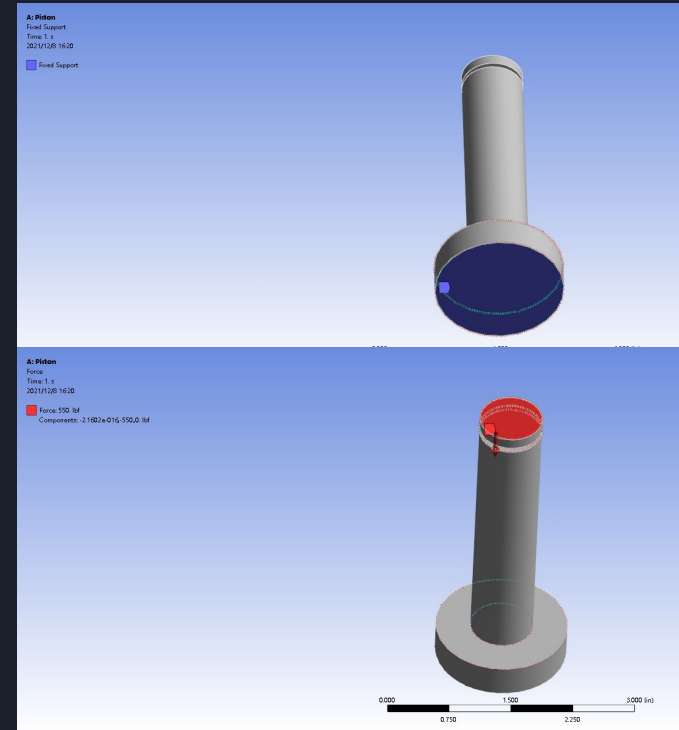 A: Piston
Fixed Support
Time: 1. s
2021/12/8 16:20
Fixed Support
A: Piston
Force
Time: 1. s
2021/12/8 16:20
Force: 550. lbf
Components: -2.1602e-016,-550.,0. lbf
0.000 1.500 3.000 (in)
0.750 2.250